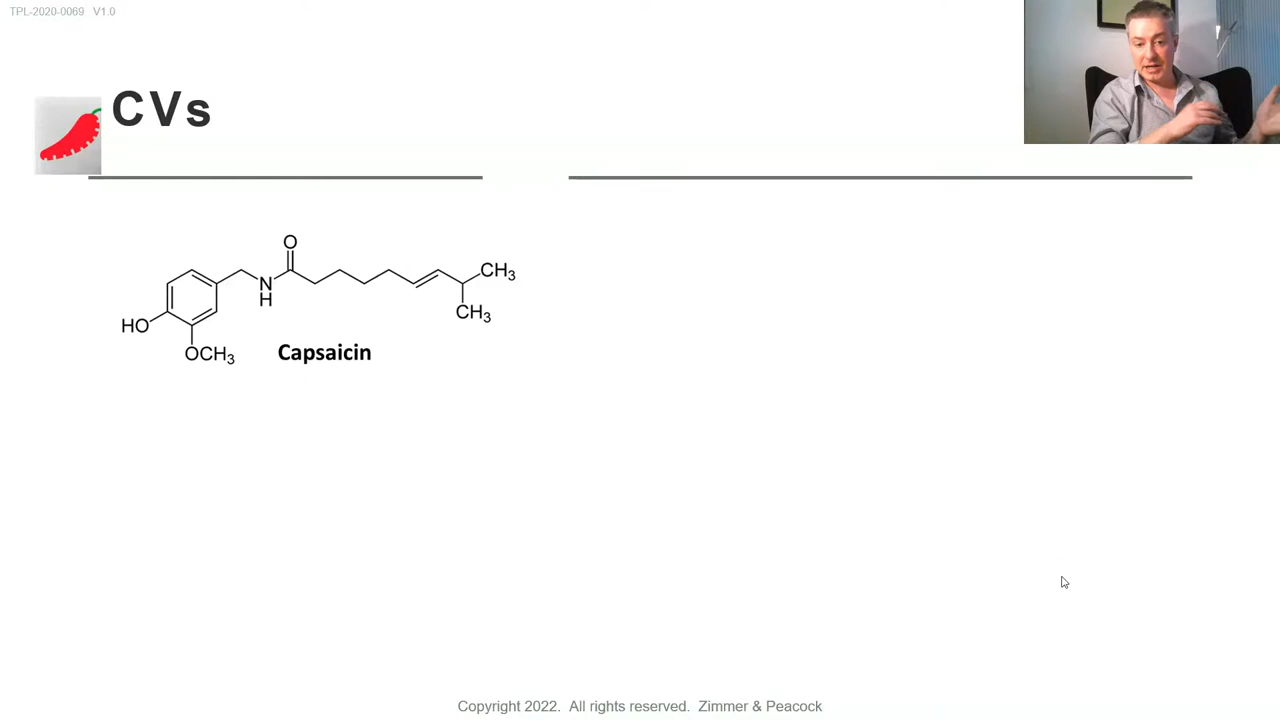 TPL-2020-0069 V1.0
CVs
O
CH3
N
H
HO
CH3
OCH3
Capsaicin
Copyright 2022. All rights reserved. Zimmer & Peacock